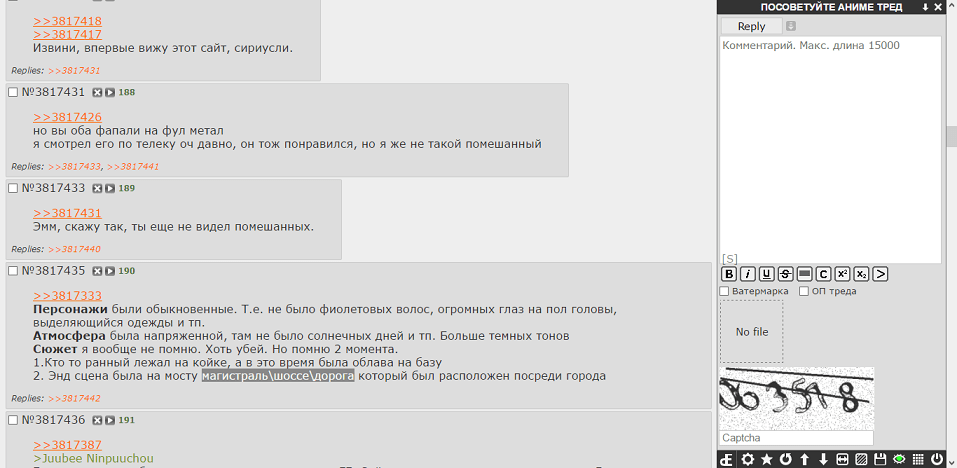 >>3817418
>>3817417
Извини, впервые вижу этот сайт, сириусли.
Replies: >>3817431
№3817431 188
>>3817426
но вы оба фапали на фул метал
я смотрел его по телеку оч давно, он тож понравился, но я же не такой помешанный
Replies: >>3817433, >>3817441
№3817433 189
>>3817431
Эмм, скажу так, ты еще не видел помешанных.
Replies: >>3817440
№3817435 190
>>3817333
Персонажи были обыкновенные. Т.е. не было фиолетовых волос, огромных глаз на пол головы,
выделяющийся одежды и тп.
Атмосфера была напряженной, там не было солнечных дней и тп. Больше темных тонов
Сюжет я вообще не помню. Хоть убей. Но помню 2 момента.
1.Кто то ранный лежал на койке, а в это время была облава на базу
2. Энд сцена была на мосту магистраль\шоссе\дорога который был расположен посреди города
Replies: >>3817442
№3817436 191
>>3817387
>Juubee Ninpuuchou
ПОСОВЕТУЙТЕ АНИМЕ ТРЕД
Reply
Комментарий. Макс. длина 15000
[S]
B i U S C x² x₂ >
Ватермарка ОП треда
No file
Captcha